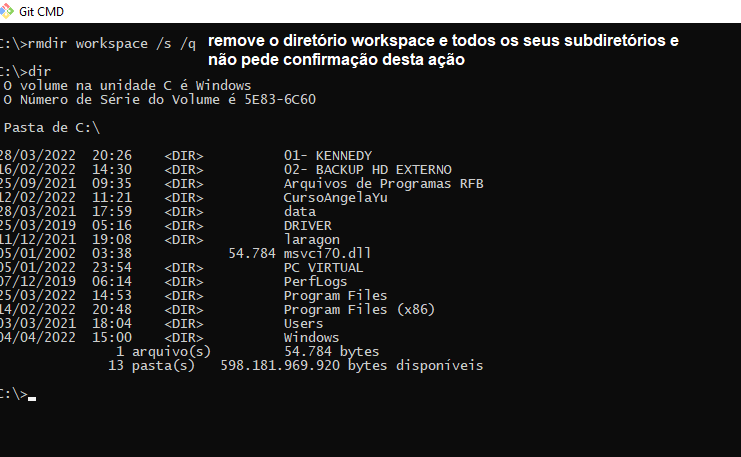 Git CMD
C:\>rmdir workspace /s /q remove o diretório workspace e todos os seus subdiretórios e
não pede confirmação desta ação
C:\>dir
O volume na unidade C é Windows
O Número de Série do Volume é 5E83-6C60
Pasta de C:\
28/03/2022 20:26 <DIR> 01- KENNEDY
16/02/2022 14:30 <DIR> 02- BACKUP HD EXTERNO
25/09/2021 09:35 <DIR> Arquivos de Programas RFB
12/02/2022 11:21 <DIR> CursoAngelaYu
28/03/2021 17:59 <DIR> data
25/03/2019 05:16 <DIR> DRIVER
11/12/2021 19:08 <DIR> laragon
05/01/2002 03:38 54.784 msvci70.dll
05/01/2022 23:54 <DIR> PC VIRTUAL
07/12/2019 06:14 <DIR> PerfLogs
25/03/2022 14:53 <DIR> Program Files
14/02/2022 20:48 <DIR> Program Files (x86)
03/03/2021 18:04 <DIR> Users
04/04/2022 15:00 <DIR> Windows
1 arquivo(s) 54.784 bytes
13 pasta(s) 598.181.969.920 bytes disponíveis
C:\>